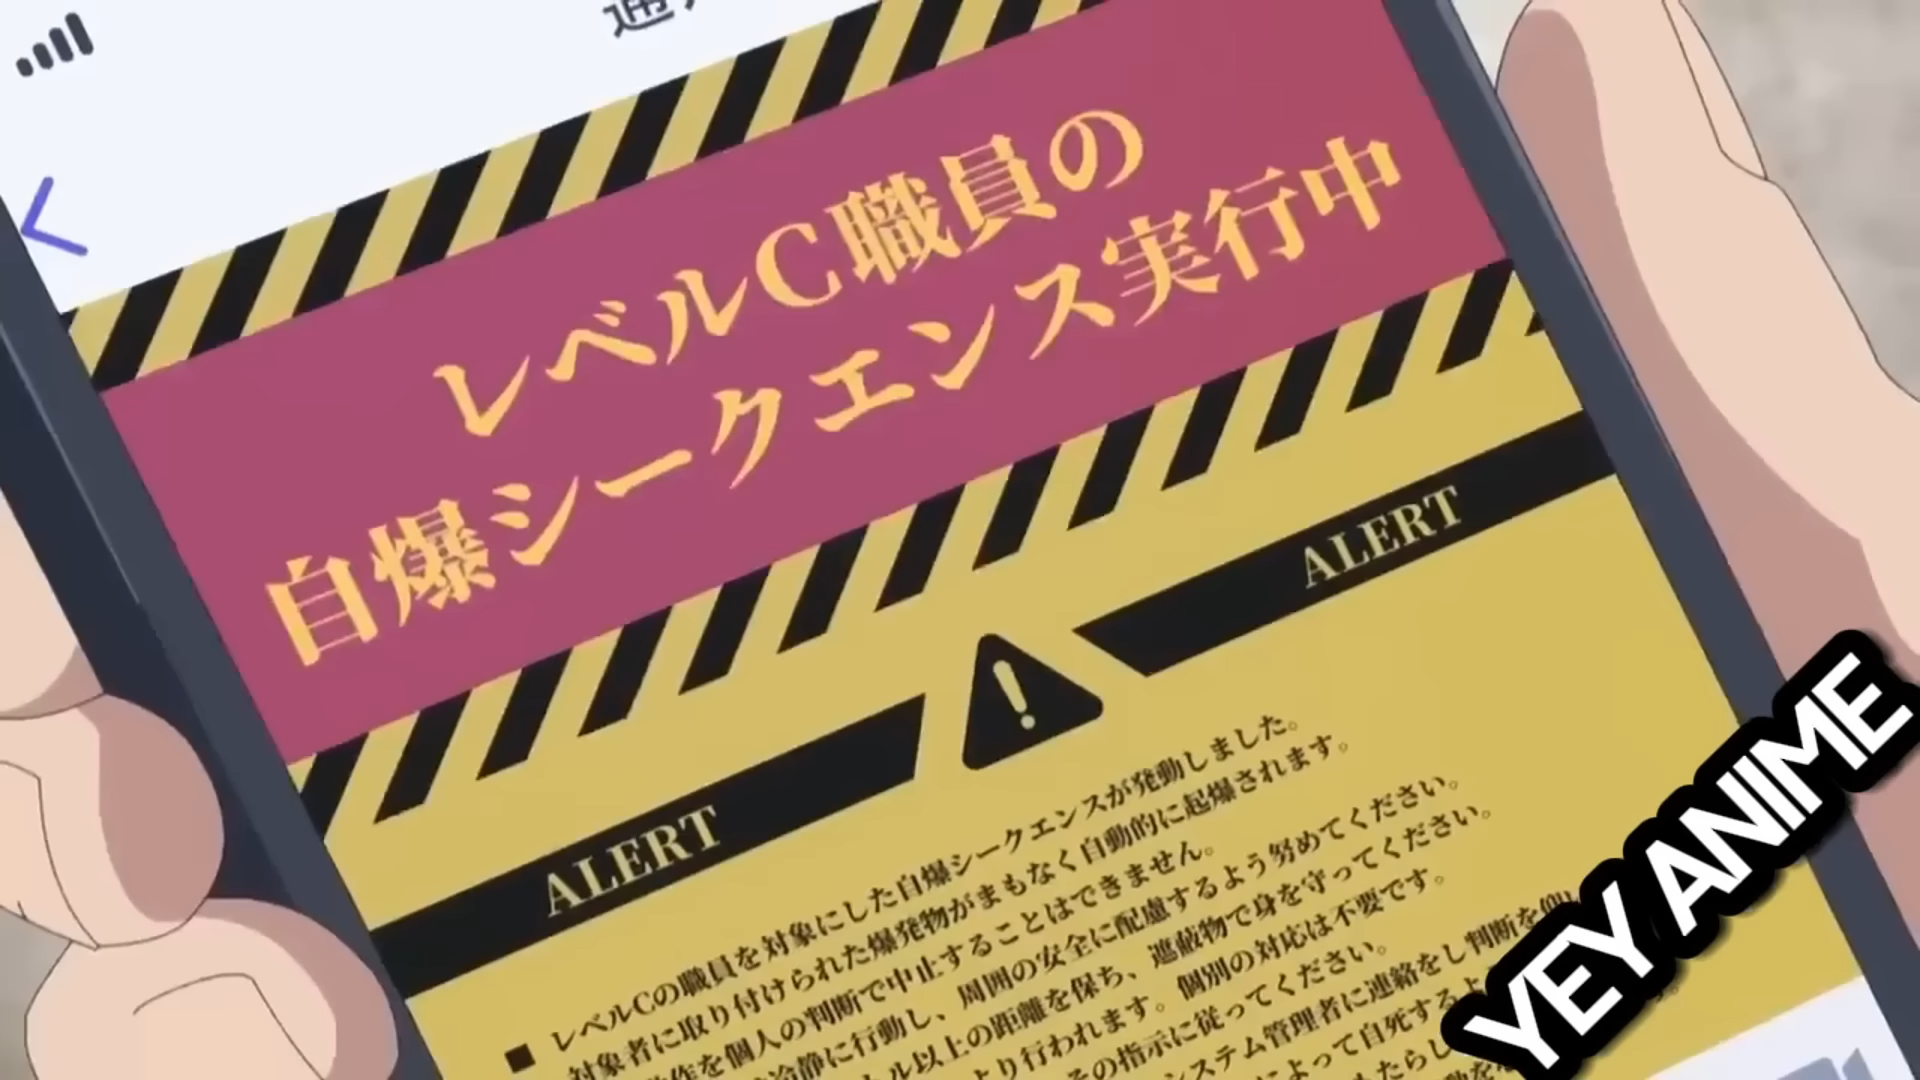 レベルC職員の
自爆シークエンス実行中
ALERT
ALERT
■ レベルCの職員を対象にした自爆シークエンスが発動しました。
対象者に取り付けられた爆発物がまもなく自動的に起爆されます。
作を個人の判断で中止することはできません。
冷静に行動し、周囲の安全に配慮するよう努めてください。
トル以上の距離を保ち、遮蔽物で身を守ってください。
より行われます。個別の対応は不要です。
その指示に従ってください。
システム管理者に連絡をし判断を仰
によって自死するよ
YEY ANIME